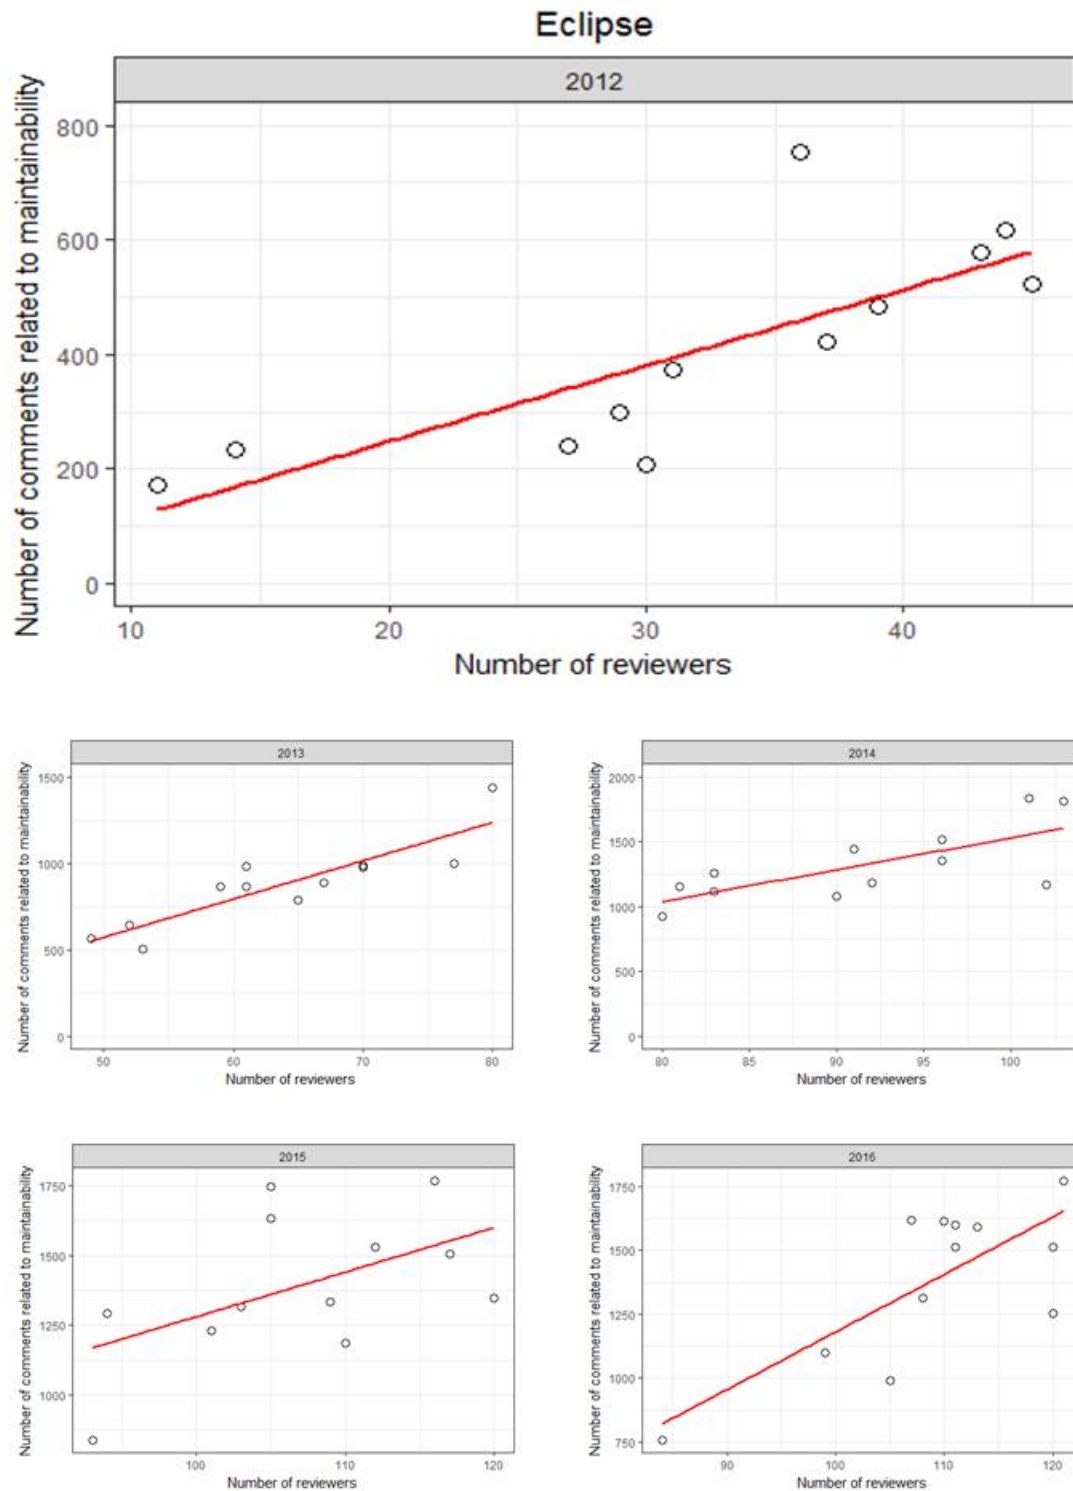 Eclipse
2012
Number of comments related to maintainability
800
600
400
200
0
10 20 30 40
Number of reviewers
2013
Number of comments related to maintainability
1500
1000
500
0
50 60 70 80
Number of reviewers
2014
Number of comments related to maintainability
2000
1500
1000
500
0
80 85 90 95 100
Number of reviewers
2015
Number of comments related to maintainability
1750
1500
1250
1000
100 110 120
Number of reviewers
2016
Number of comments related to maintainability
1750
1500
1250
1000
750
90 100 110 120
Number of reviewers